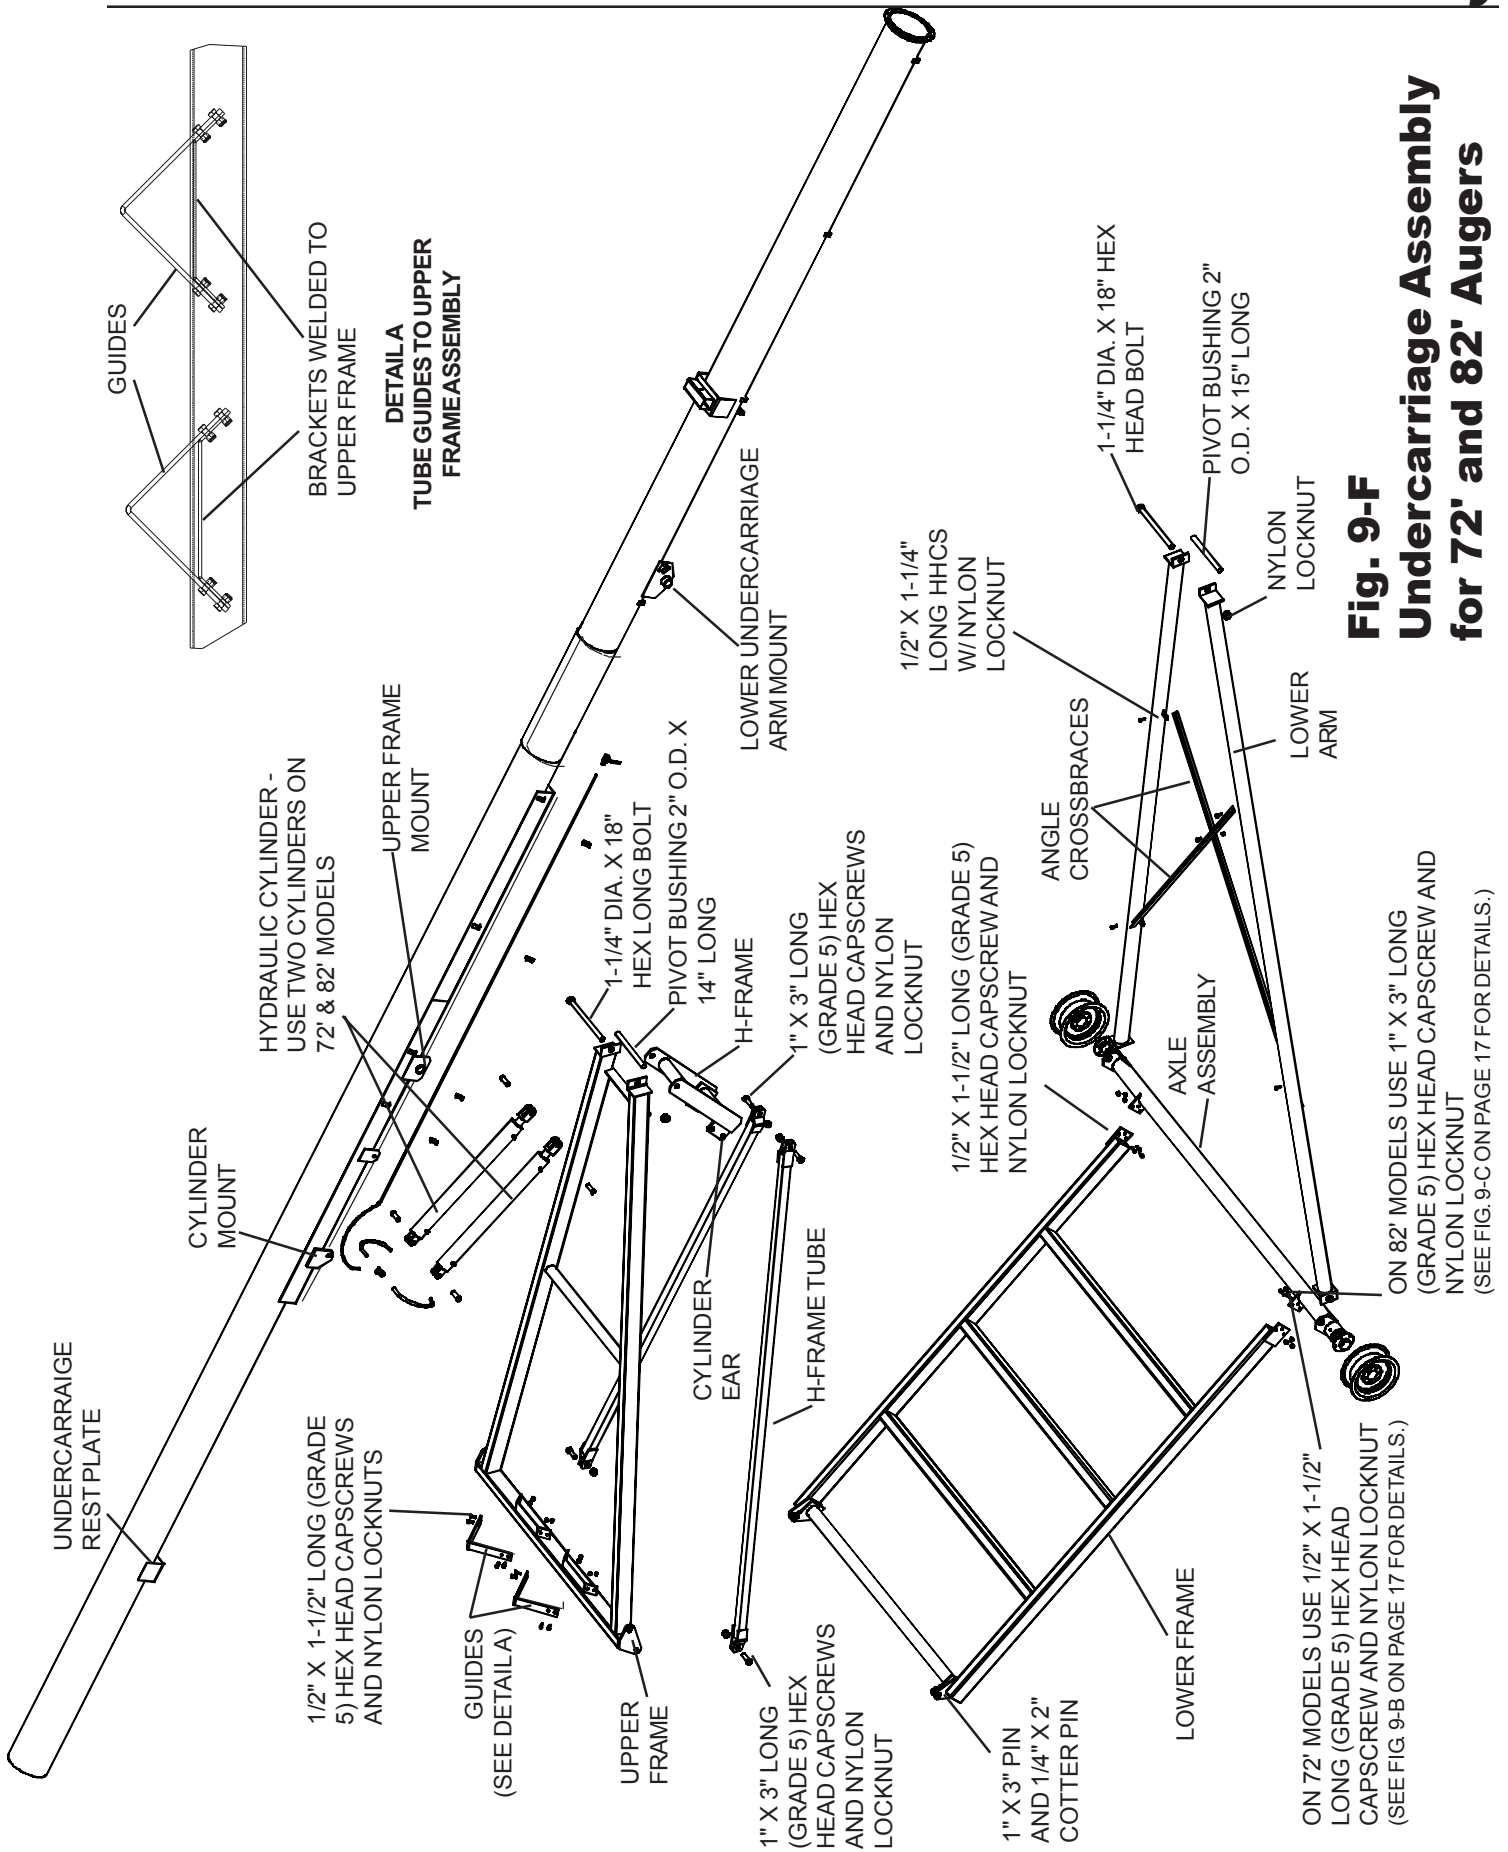 UNDERCARRAIGE
REST PLATE
CYLINDER
MOUNT
HYDRAULIC CYLINDER -
USE TWO CYLINDERS ON
72' & 82' MODELS
UPPER FRAME
MOUNT
GUIDES
BRACKETS WELDED TO
UPPER FRAME
DETAIL A
TUBE GUIDES TO UPPER
FRAME ASSEMBLY
LOWER UNDERCARRIAGE
ARM MOUNT
1/2" X 1-1/2" LONG (GRADE
5) HEX HEAD CAPSCREWS
AND NYLON LOCKNUTS
GUIDES
(SEE DETAIL A)
UPPER
FRAME
1-1/4" DIA. X 18"
HEX LONG BOLT
PIVOT BUSHING 2" O.D. X
14" LONG
H-FRAME
1" X 3" LONG
(GRADE 5) HEX
HEAD CAPSCREWS
AND NYLON
LOCKNUT
CYLINDER
EAR
H-FRAME TUBE
1" X 3" LONG
(GRADE 5) HEX
HEAD CAPSCREWS
AND NYLON
LOCKNUT
1/2" X 1-1/4"
LONG HHCS
W/ NYLON
LOCKNUT
1-1/4" DIA. X 18" HEX
HEAD BOLT
PIVOT BUSHING 2"
O.D. X 15" LONG
NYLON
LOCKNUT
ANGLE
CROSSBRACES
LOWER
ARM
1/2" X 1-1/2" LONG (GRADE 5)
HEX HEAD CAPSCREW AND
NYLON LOCKNUT
AXLE
ASSEMBLY
1" X 3" PIN
AND 1/4" X 2"
COTTER PIN
LOWER FRAME
ON 72' MODELS USE 1/2" X 1-1/2"
LONG (GRADE 5) HEX HEAD
CAPSCREW AND NYLON LOCKNUT
(SEE FIG. 9-B ON PAGE 17 FOR DETAILS.)
ON 82' MODELS USE 1" X 3" LONG
(GRADE 5) HEX HEAD CAPSCREW AND
NYLON LOCKNUT
(SEE FIG. 9-C ON PAGE 17 FOR DETAILS.)
Fig. 9-F
Undercarriage Assembly
for 72' and 82' Augers